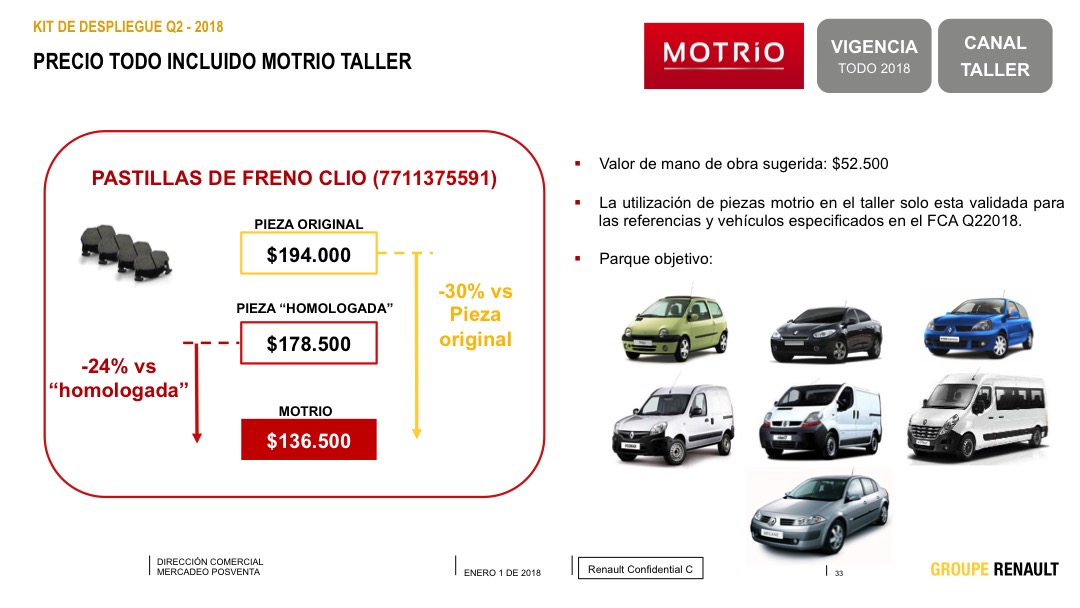 KIT DE DESPLIEGUE Q2 - 2018
PRECIO TODO INCLUIDO MOTRIO TALLER
MOTRiO
VIGENCIA
TODO 2018
CANAL
TALLER
PASTILLAS DE FRENO CLIO (7711375591)
PIEZA ORIGINAL
$194.000
-30% vs
Pieza
original
PIEZA “HOMOLOGADA”
$178.500
-24% vs
“homologada”
MOTRIO
$136.500
▪ Valor de mano de obra sugerida: $52.500
▪ La utilización de piezas motrio en el taller solo esta validada para
las referencias y vehículos especificados en el FCA Q22018.
▪ Parque objetivo:
DIRECCIÓN COMERCIAL
MERCADEO POSVENTA
ENERO 1 DE 2018
Renault Confidential C
33
GROUPE RENAULT